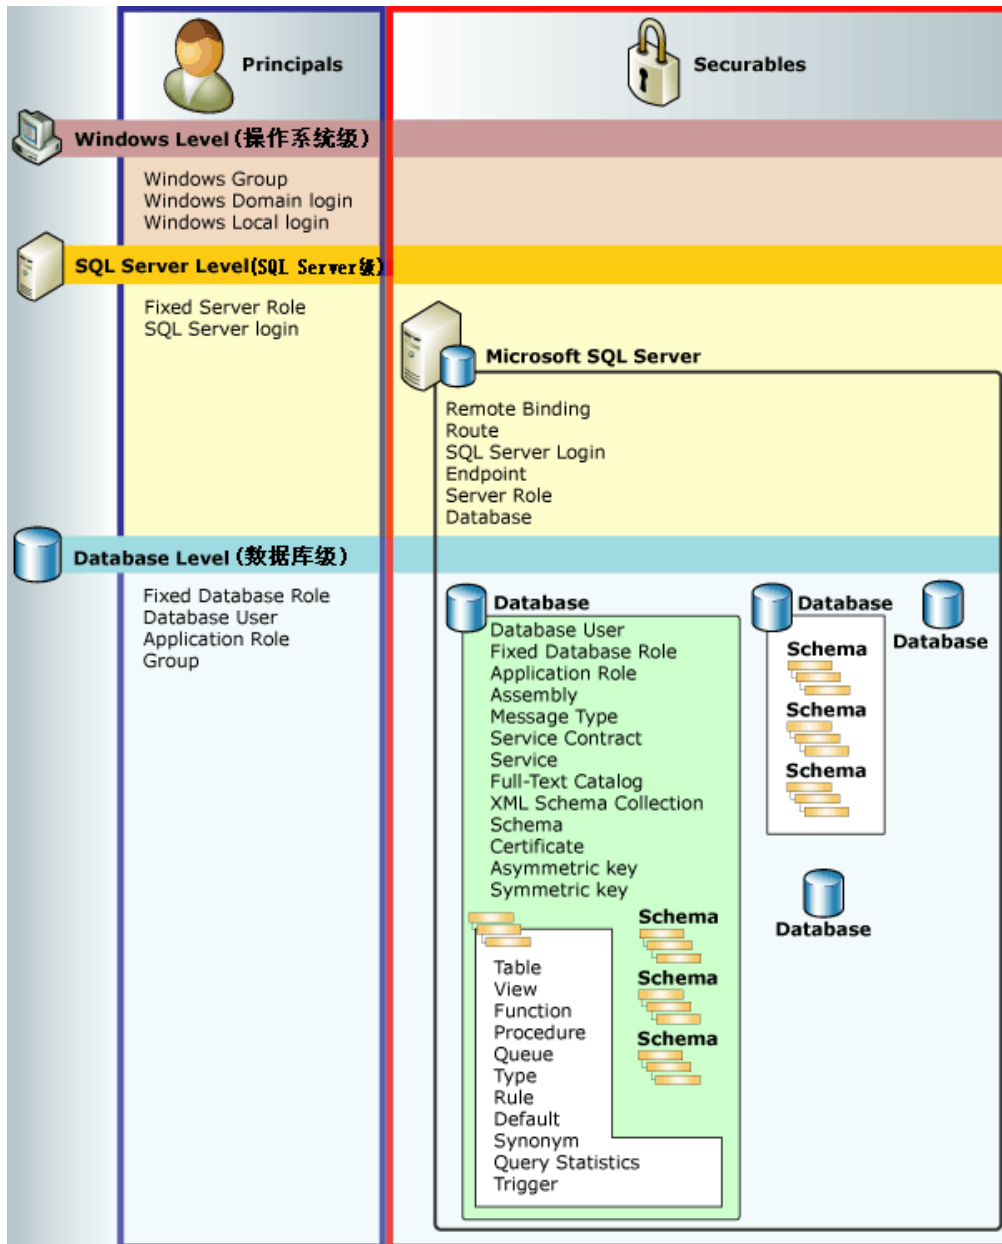 Principals
Securables
Windows Level (操作系统级)
Windows Group
Windows Domain login
Windows Local login
SQL Server Level(SQL Server级)
Fixed Server Role
SQL Server login
Microsoft SQL Server
Remote Binding
Route
SQL Server Login
Endpoint
Server Role
Database
Database Level (数据库级)
Fixed Database Role
Database User
Application Role
Group
Database
Database User
Fixed Database Role
Application Role
Assembly
Message Type
Service Contract
Service
Full-Text Catalog
XML Schema Collection
Schema
Certificate
Asymmetric key
Symmetric key
Table
View
Function
Procedure
Queue
Type
Rule
Default
Synonym
Query Statistics
Trigger
Schema
Schema
Schema
Database
Schema
Schema
Schema
Database
Database